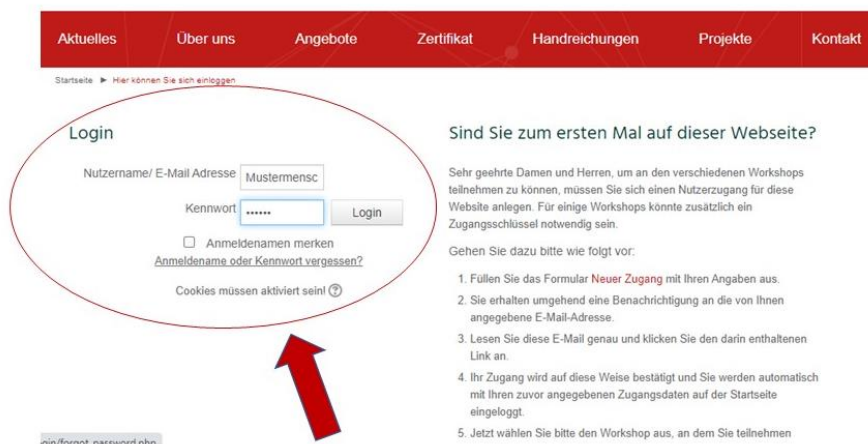 Aktuelles Über uns Angebote Zertifikat Handreichungen Projekte Kontakt
Startseite ► Hier können Sie sich einloggen
Login
Nutzername/ E-Mail Adresse Mustermensc
Kennwort •••••• Login
Anmeldenamen merken
Anmeldename oder Kennwort vergessen?
Cookies müssen aktiviert sein! ?
Sind Sie zum ersten Mal auf dieser Webseite?
Sehr geehrte Damen und Herren, um an den verschiedenen Workshops
teilnehmen zu können, müssen Sie sich einen Nutzerzugang für diese
Website anlegen. Für einige Workshops könnte zusätzlich ein
Zugangsschlüssel notwendig sein.
Gehen Sie dazu bitte wie folgt vor:
1. Füllen Sie das Formular Neuer Zugang mit Ihren Angaben aus.
2. Sie erhalten umgehend eine Benachrichtigung an die von Ihnen
angegebene E-Mail-Adresse.
3. Lesen Sie diese E-Mail genau und klicken Sie den darin enthaltenen
Link an.
4. Ihr Zugang wird auf diese Weise bestätigt und Sie werden automatisch
mit Ihren zuvor angegebenen Zugangsdaten auf der Startseite
eingeloggt.
5. Jetzt wählen Sie bitte den Workshop aus, an dem Sie teilnehmen
gin/forgot_password.php